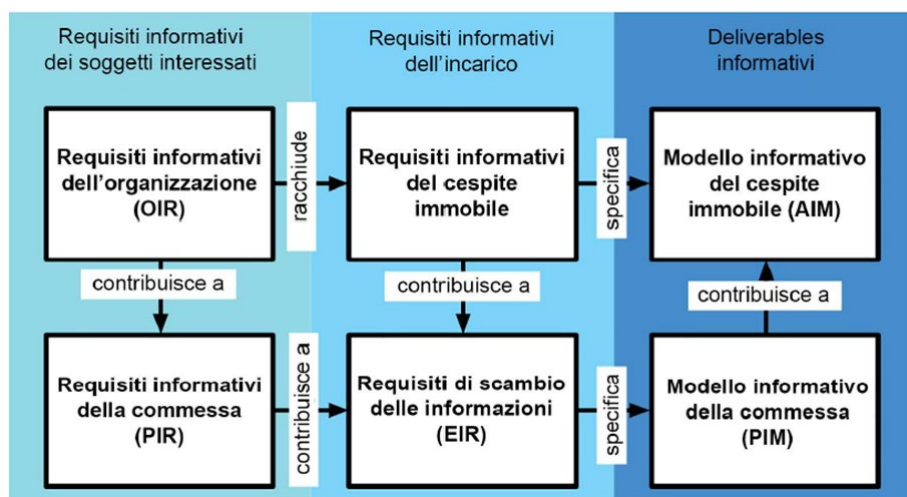 Requisiti informativi
dei soggetti interessati
Requisiti informativi
dell'incarico
Deliverables
informativi
Requisiti informativi
dell'organizzazione
(OIR)
racchiude
Requisiti informativi
del cespite
immobile
specifica
Modello informativo
del cespite
immobile (AIM)
contribuisce a
contribuisce a
contribuisce a
Requisiti informativi
della commessa
(PIR)
contribuisce a
Requisiti di scambio
delle informazioni
(EIR)
specifica
Modello informativo
della commessa
(PIM)